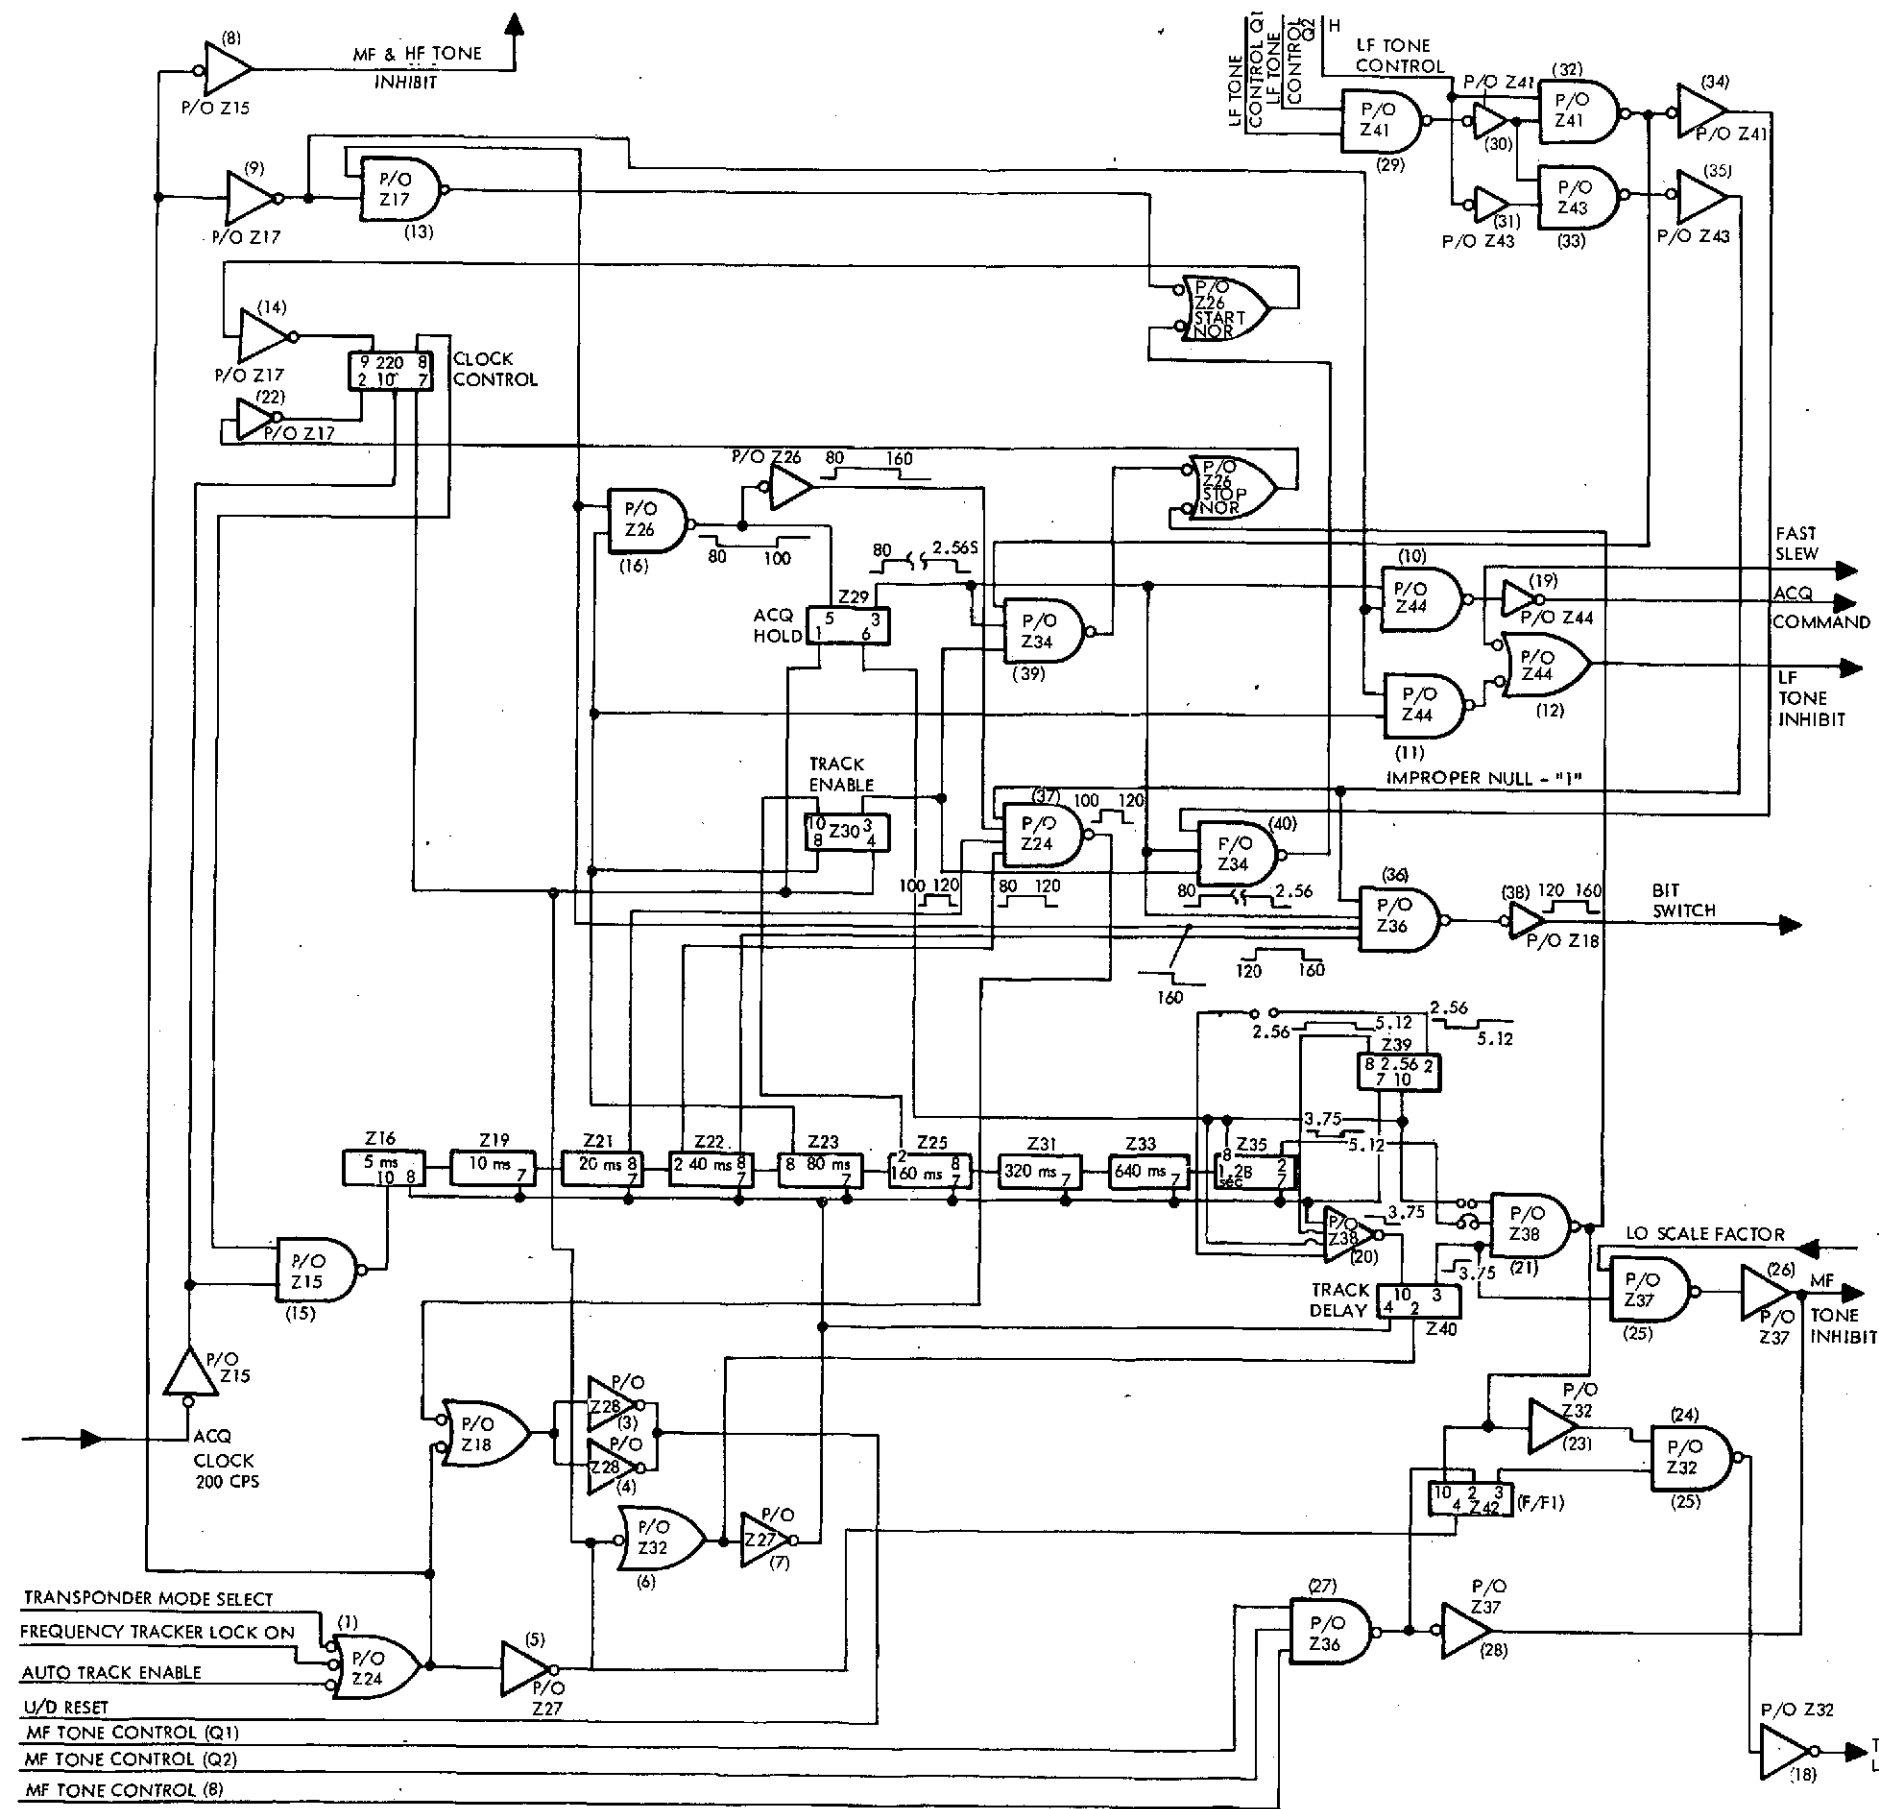 (8)
MF & HF TONE
INHIBIT
P/O Z15
LF TONE
CONTROL Q1
LF TONE
CONTROL
Q2
H
LF TONE
CONTROL
P/O Z41
(32)
P/O
Z41
(34)
P/O Z41
P/O
Z41
(29)
(30)
(9)
P/O Z17
P/O
Z17
(13)
(31)
P/O Z43
P/O
Z43
(33)
(35)
P/O Z43
P/O
Z26
START
NOR
(14)
P/O Z17
9 220 8
2 10 7
CLOCK
CONTROL
(22)
P/O Z17
P/O Z26
80 160
P/O
Z26
STOP
NOR
P/O
Z26
(16)
80 100
80 2.56S
FAST
SLEW
(10)
P/O
Z44
(19)
P/O Z44
ACQ
COMMAND
Z29
ACQ
HOLD
5 3
1 6
P/O
Z34
(39)
P/O
Z44
(12)
LF
TONE
INHIBIT
P/O
Z44
(11)
TRACK
ENABLE
IMPROPER NULL - "1"
10 3
Z30
8 4
(37)
100 120
P/O
Z24
(40)
P/O
Z34
100 120
80 120
80 2.56
(36)
P/O
Z36
(38)
120 160
P/O Z18
BIT
SWITCH
120 160
160
2.56 5.12
2.56
5.12
Z39
8 2.56 2
7 10
3.75
5.12
Z16
5 ms
10 8
Z19
10 ms
7
Z21
20 ms 8
7
Z22
2 40 ms 8
7
Z23
8 80 ms
7
Z25
2
160 ms 8
7
Z31
320 ms
7
Z33
640 ms
7
Z35
8
1.28
sec
2
7
P/O
Z38
(20)
3.75
P/O
Z38
(21)
LO SCALE FACTOR
P/O
Z15
(15)
3.75
TRACK
DELAY
10 3
4 2
Z40
P/O
Z37
(25)
(26)
P/O
Z37
MF
TONE
INHIBIT
P/O
Z15
ACQ
CLOCK
200 CPS
P/O
Z18
P/O
Z28
(3)
P/O
Z28
(4)
P/O
Z32
(23)
(24)
P/O
Z32
(25)
10 2 3
4 Z42
(F/F1)
P/O
Z32
(6)
P/O
Z27
(7)
TRANSPONDER MODE SELECT
FREQUENCY TRACKER LOCK ON
AUTO TRACK ENABLE
U/D RESET
MF TONE CONTROL (Q1)
MF TONE CONTROL (Q2)
MF TONE CONTROL (8)
(1)
P/O
Z24
(5)
P/O
Z27
(27)
P/O
Z36
P/O
Z37
(28)
P/O Z32
(18)
T
L